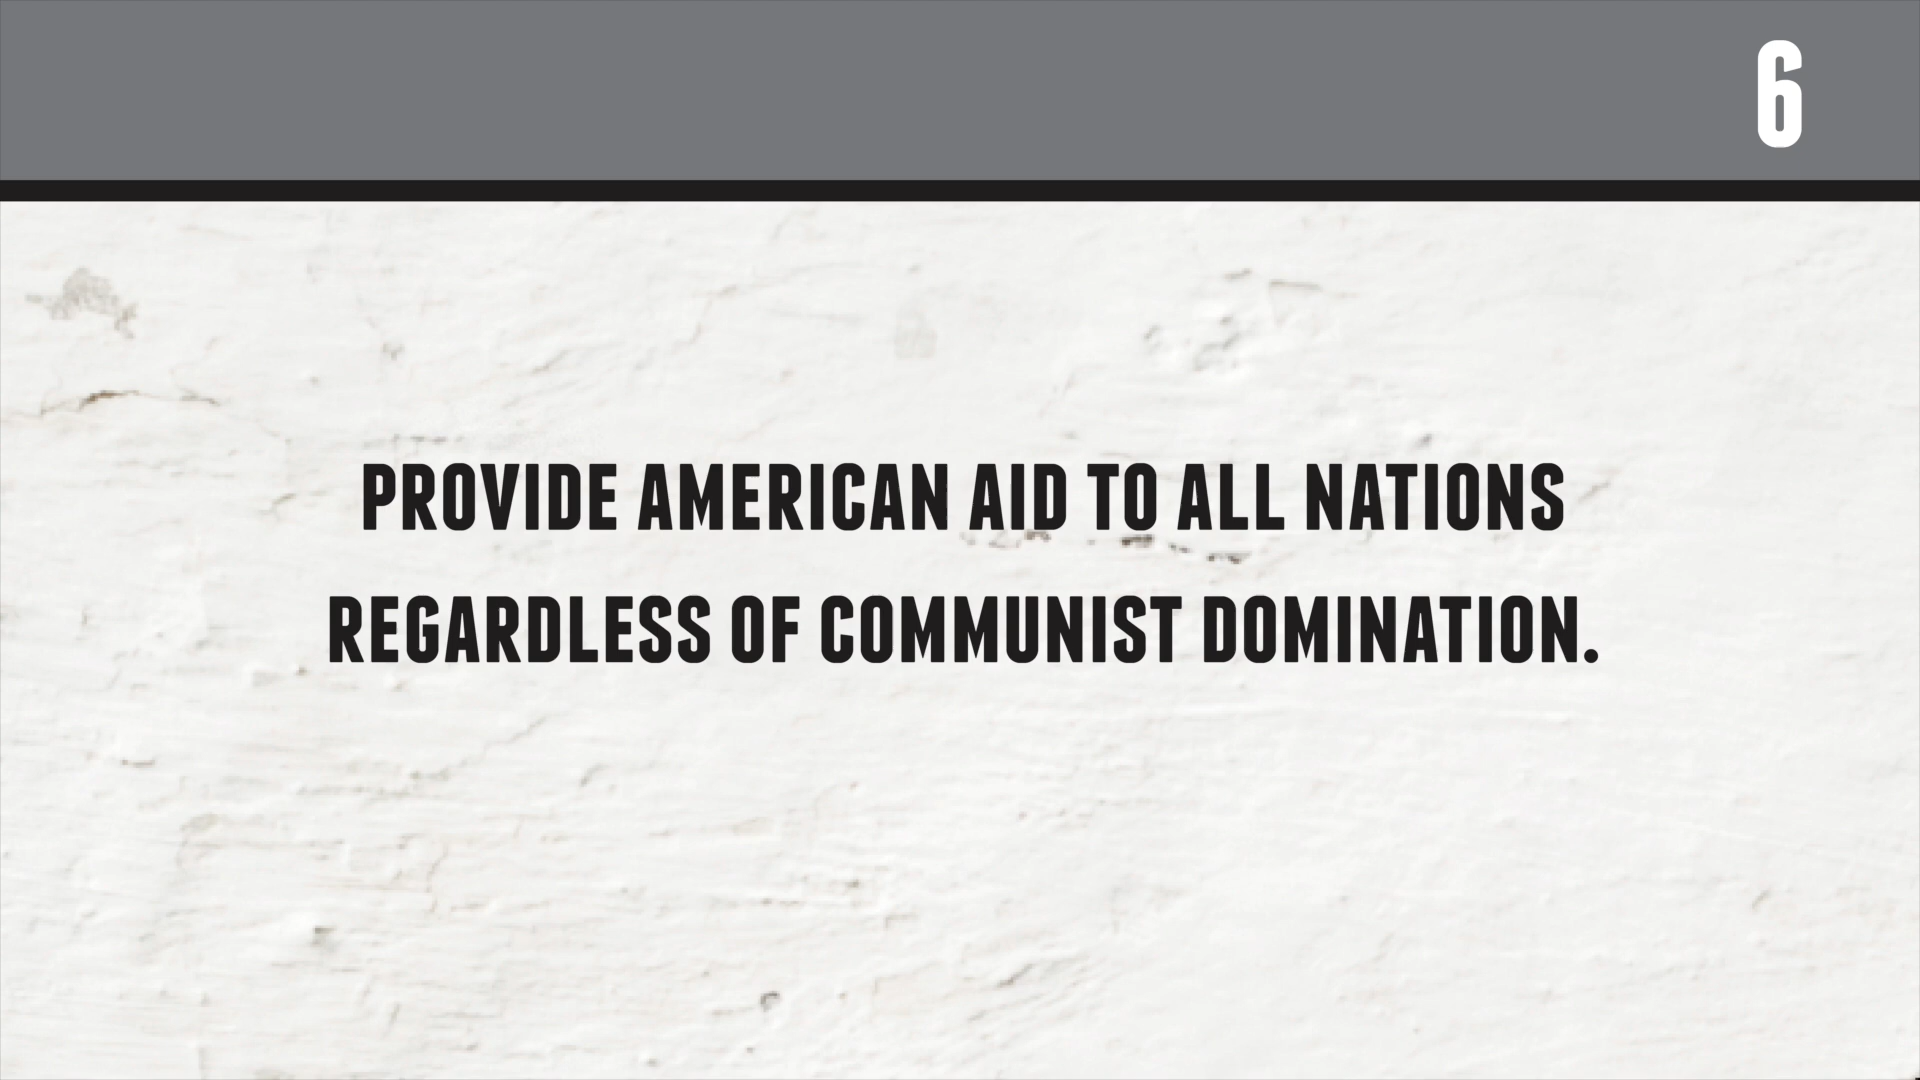 6
PROVIDE AMERICAN AID TO ALL NATIONS
REGARDLESS OF COMMUNIST DOMINATION.